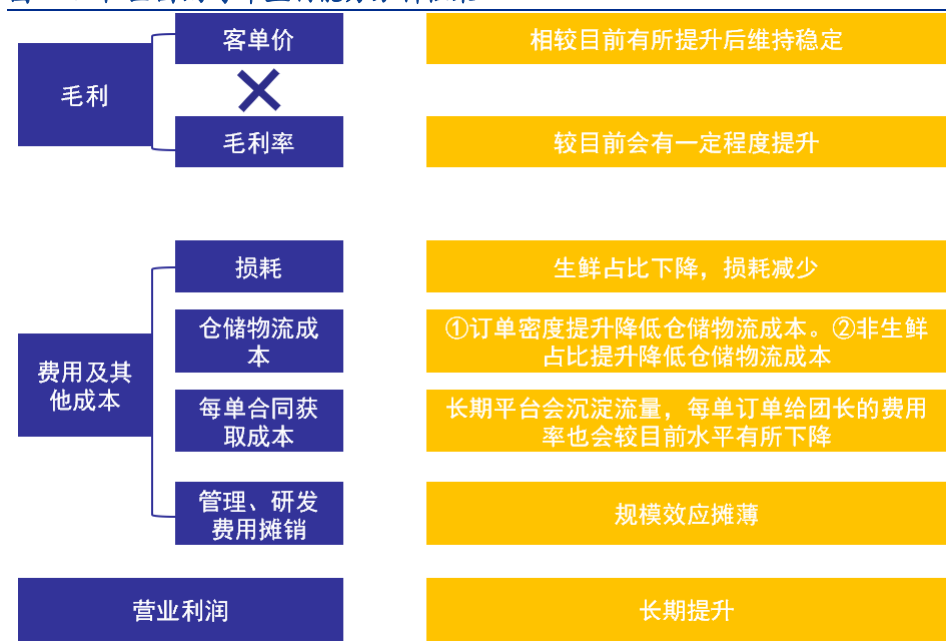 客单价
相较目前有所提升后维持稳定
毛利
毛利率
较目前会有一定程度提升
损耗
生鲜占比下降，损耗减少
仓储物流成
本
①订单密度提升降低仓储物流成本。②非生鲜
占比提升降低仓储物流成本
费用及其
他成本
每单合同获
取成本
长期平台会沉淀流量，每单订单给团长的费用
率也会较目前水平有所下降
管理、研发
费用摊销
规模效应摊薄
营业利润
长期提升